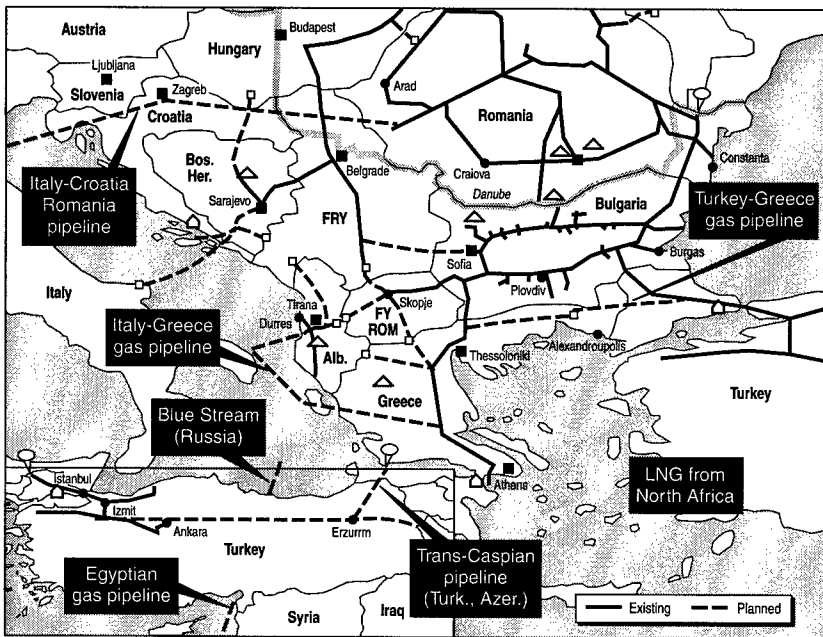 Austria
Ljubljana
Slovenia
Hungary
Budapest
Zagreb
Croatia
Arad
Romania
Bos.
Her.
Sarajevo
Belgrade
Craiova
Danube
Constanta
Italy-Croatia
Romania
pipeline
FRY
Bulgaria
Turkey-Greece
gas pipeline
Sofia
Burgas
Plovdiv
Italy
Tirana
Durres
Skopje
FY
ROM
Italy-Greece
gas pipeline
Alb.
Thessoloniki
Alexandroupolis
Turkey
Greece
Blue Stream
(Russia)
Athens
LNG from
North Africa
Istanbul
Izmit
Ankara
Turkey
Erzurrm
Trans-Caspian
pipeline
(Turk., Azer.)
Egyptian
gas pipeline
Syria
Iraq
Existing
Planned